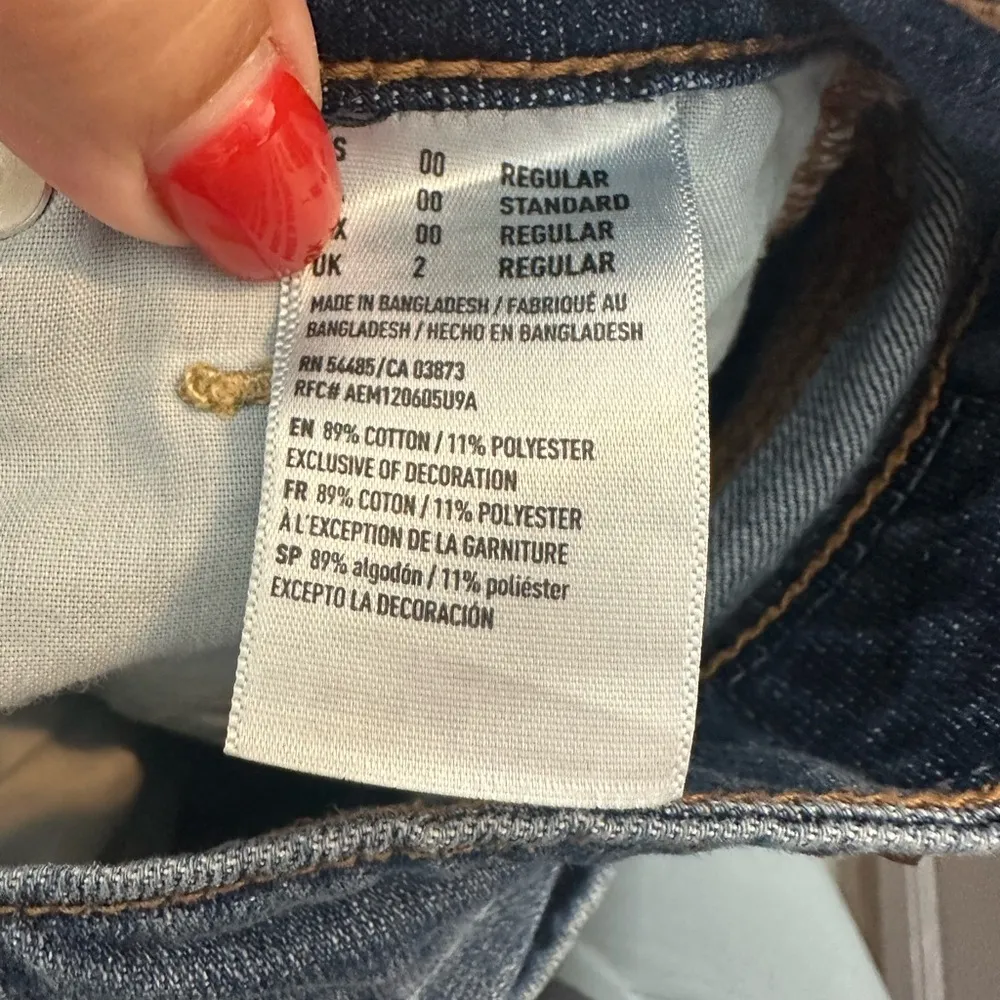 S 00 REGULAR
00 STANDARD
X 00 REGULAR
UK 2 REGULAR
MADE IN BANGLADESH / FABRIQUÉ AU
BANGLADESH / HECHO EN BANGLADESH
RN 54485/CA 03873
RFC# AEM120605U9A
EN 89% COTTON / 11% POLYESTER
EXCLUSIVE OF DECORATION
FR 89% COTON / 11% POLYESTER
À L'EXCEPTION DE LA GARNITURE
SP 89% algodón / 11% poliéster
EXCEPTO LA DECORACIÓN